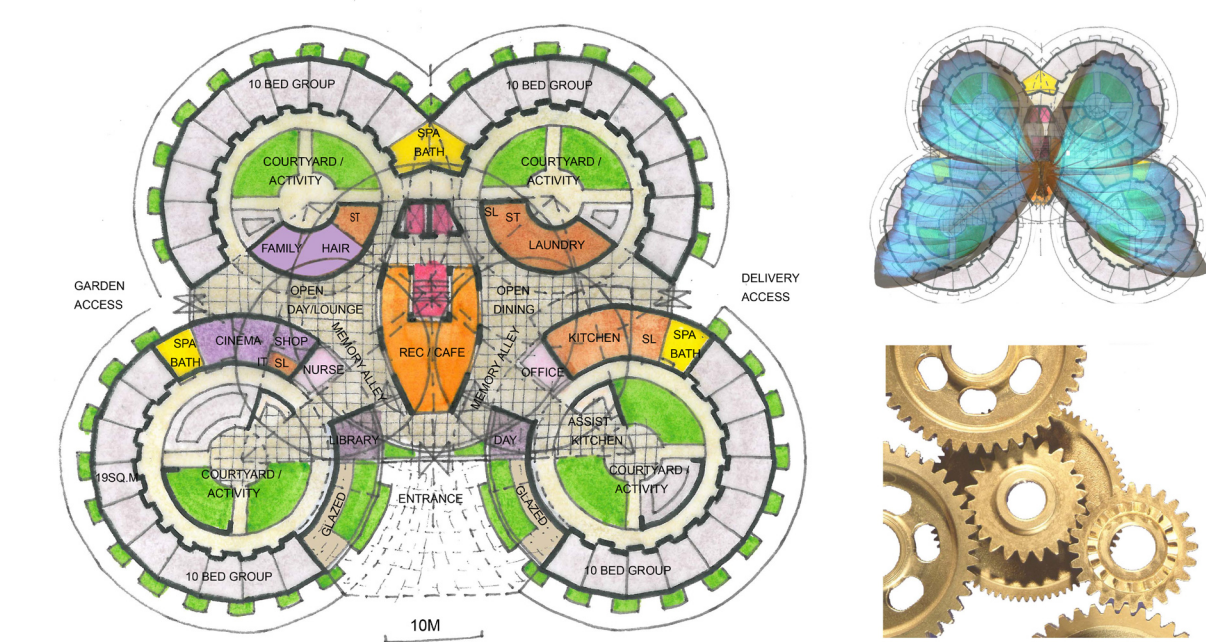 10 BED GROUP
10 BED GROUP
SPA
BATH
COURTYARD /
ACTIVITY
COURTYARD /
ACTIVITY
ST
SL
ST
FAMILY
HAIR
LAUNDRY
GARDEN
ACCESS
OPEN
DAY/LOUNGE
OPEN
DINING
DELIVERY
ACCESS
SPA
BATH
CINEMA
SHOP
IT
SL
NURSE
MEMORY ALLEY
REC / CAFE
MEMORY ALLEY
OFFICE
KITCHEN
SL
SPA
BATH
LIBRARY
DAY
ASSIST
KITCHEN
19SQ.M
COURTYARD /
ACTIVITY
COURTYARD /
ACTIVITY
GLAZED
ENTRANCE
GLAZED
10 BED GROUP
10 BED GROUP
10M